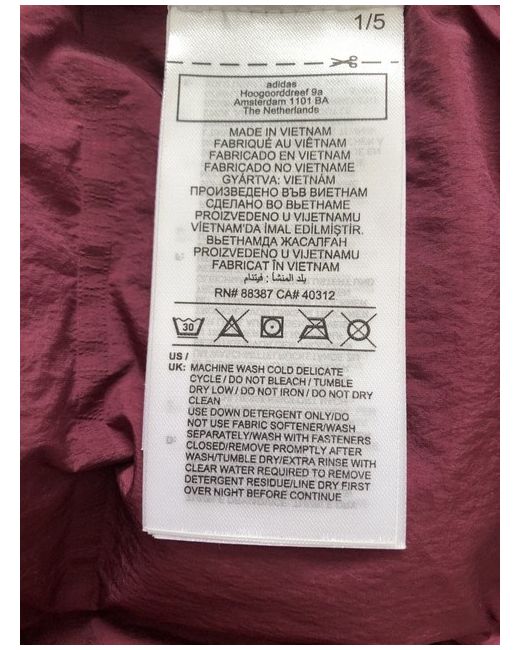 1/5
adidas
Hoogoorddreef 9a
Amsterdam 1101 BA
The Netherlands
MADE IN VIETNAM
FABRIQUÉ AU VIÊTNAM
FABRICADO EN VIETNAM
FABRICADO NO VIETNAME
GYÁRTVA: VIETNÁM
ПРОИЗВЕДЕНО ВЪВ ВИЕТНАМ
СДЕЛАНО ВО ВЬЕТНАМЕ
PROIZVEDENO U VIJETNAMU
VİETNAM'DA İMAL EDİLMİŞTİR.
ВЬЕТНАМДА ЖАСАЛҒАН
PROIZVEDENO U VIJETNAMU
FABRICAT ÎN VIETNAM
بلد المنشأ : فيتنام
RN# 88387 CA# 40312
30
US /
UK: MACHINE WASH COLD DELICATE
CYCLE / DO NOT BLEACH / TUMBLE
DRY LOW / DO NOT IRON / DO NOT DRY
CLEAN
USE DOWN DETERGENT ONLY/DO
NOT USE FABRIC SOFTENER/WASH
SEPARATELY/WASH WITH FASTENERS
CLOSED/REMOVE PROMPTLY AFTER
WASH/TUMBLE DRY/EXTRA RINSE WITH
CLEAR WATER REQUIRED TO REMOVE
DETERGENT RESIDUE/LINE DRY FIRST
OVER NIGHT BEFORE CONTINUE